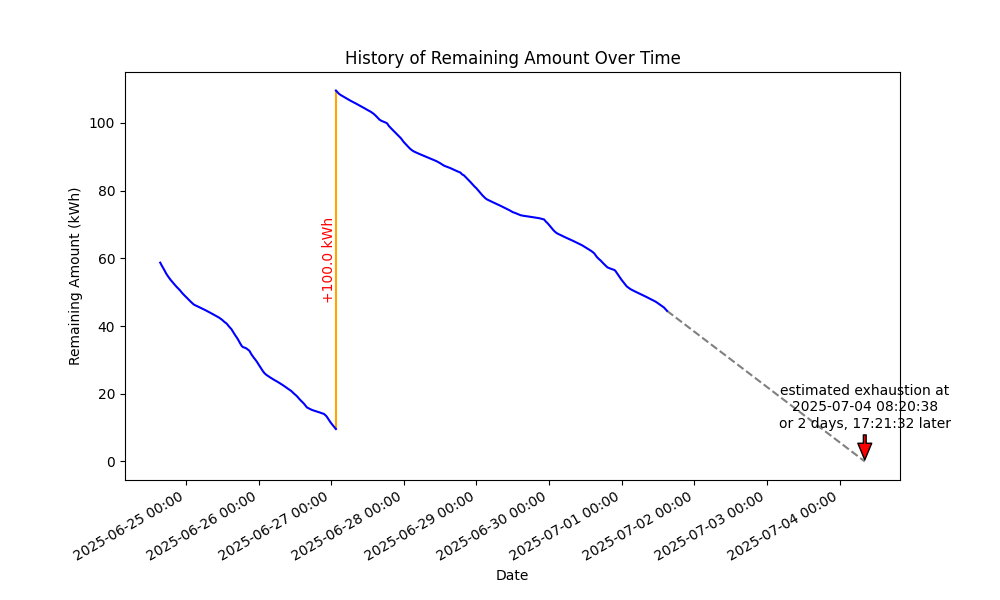 History of Remaining Amount Over Time
Remaining Amount (kWh)
100
80
60
40
20
0
+100.0 kWh
estimated exhaustion at
2025-07-04 08:20:38
or 2 days, 17:21:32 later
2025-06-25 00:00
2025-06-26 00:00
2025-06-27 00:00
2025-06-28 00:00
2025-06-29 00:00
2025-06-30 00:00
2025-07-01 00:00
2025-07-02 00:00
2025-07-03 00:00
2025-07-04 00:00
Date